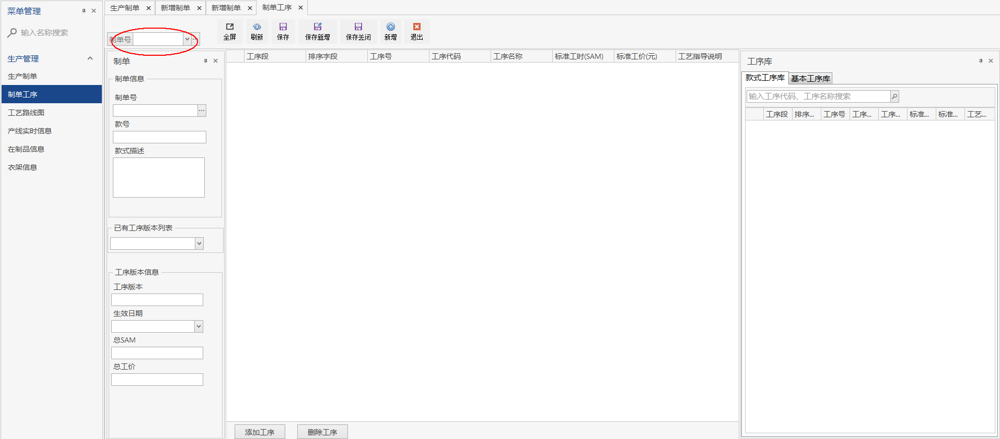 菜单管理
输入名称搜索
生产管理
生产制单
制单工序
工艺路线图
产线实时信息
在制品信息
衣架信息
生产制单 新增制单 新增制单 制单工序
制单号
全屏 刷新 保存 保存新增 保存关闭 新增 退出
制单
制单信息
制单号
款号
款式描述
已有工序版本列表
工序版本信息
工序版本
生效日期
总SAM
总工价
工序段 排序字段 工序号 工序代码 工序名称 标准工时(SAM) 标准工价(元) 工艺指导说明
添加工序 删除工序
工序库
款式工序库 基本工序库
输入工序代码、工序名称搜索
工序段 排序... 工序号 工序... 工序... 标准... 标准... 工艺...